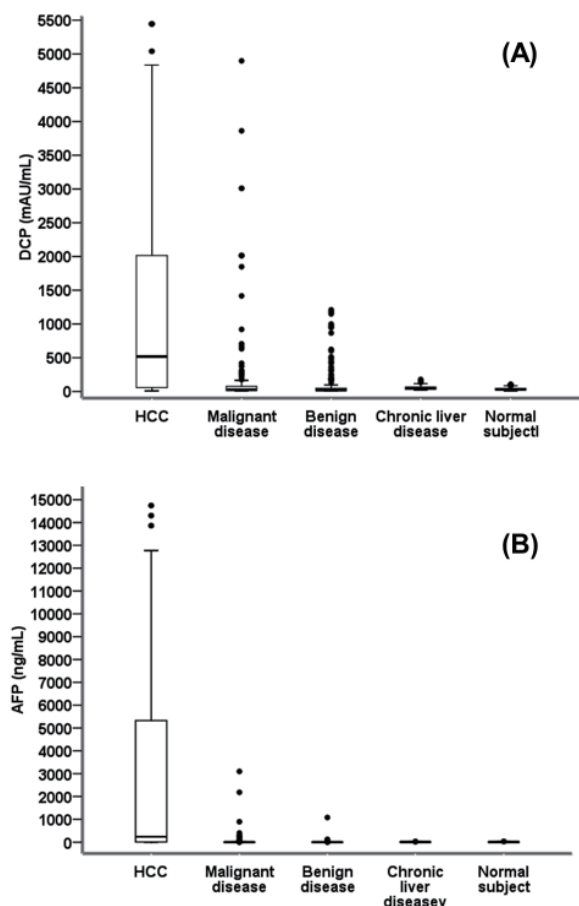 (A)
DCP (mAU/mL)
5500
5000
4500
4000
3500
3000
2500
2000
1500
1000
500
0
HCC
Malignant
disease
Benign
disease
Chronic liver
disease
Normal
subjectl
(B)
AFP (ng/mL)
15000
14000
13000
12000
11000
10000
9000
8000
7000
6000
5000
4000
3000
2000
1000
0
HCC
Malignant
disease
Benign
disease
Chronic
liver
diseasev
Normal
subject